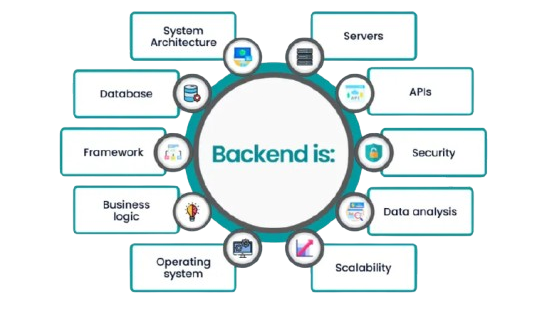 System
Architecture
Servers
Database
APIs
Framework
Backend is:
Security
Business
logic
Data analysis
Operating
system
Scalability